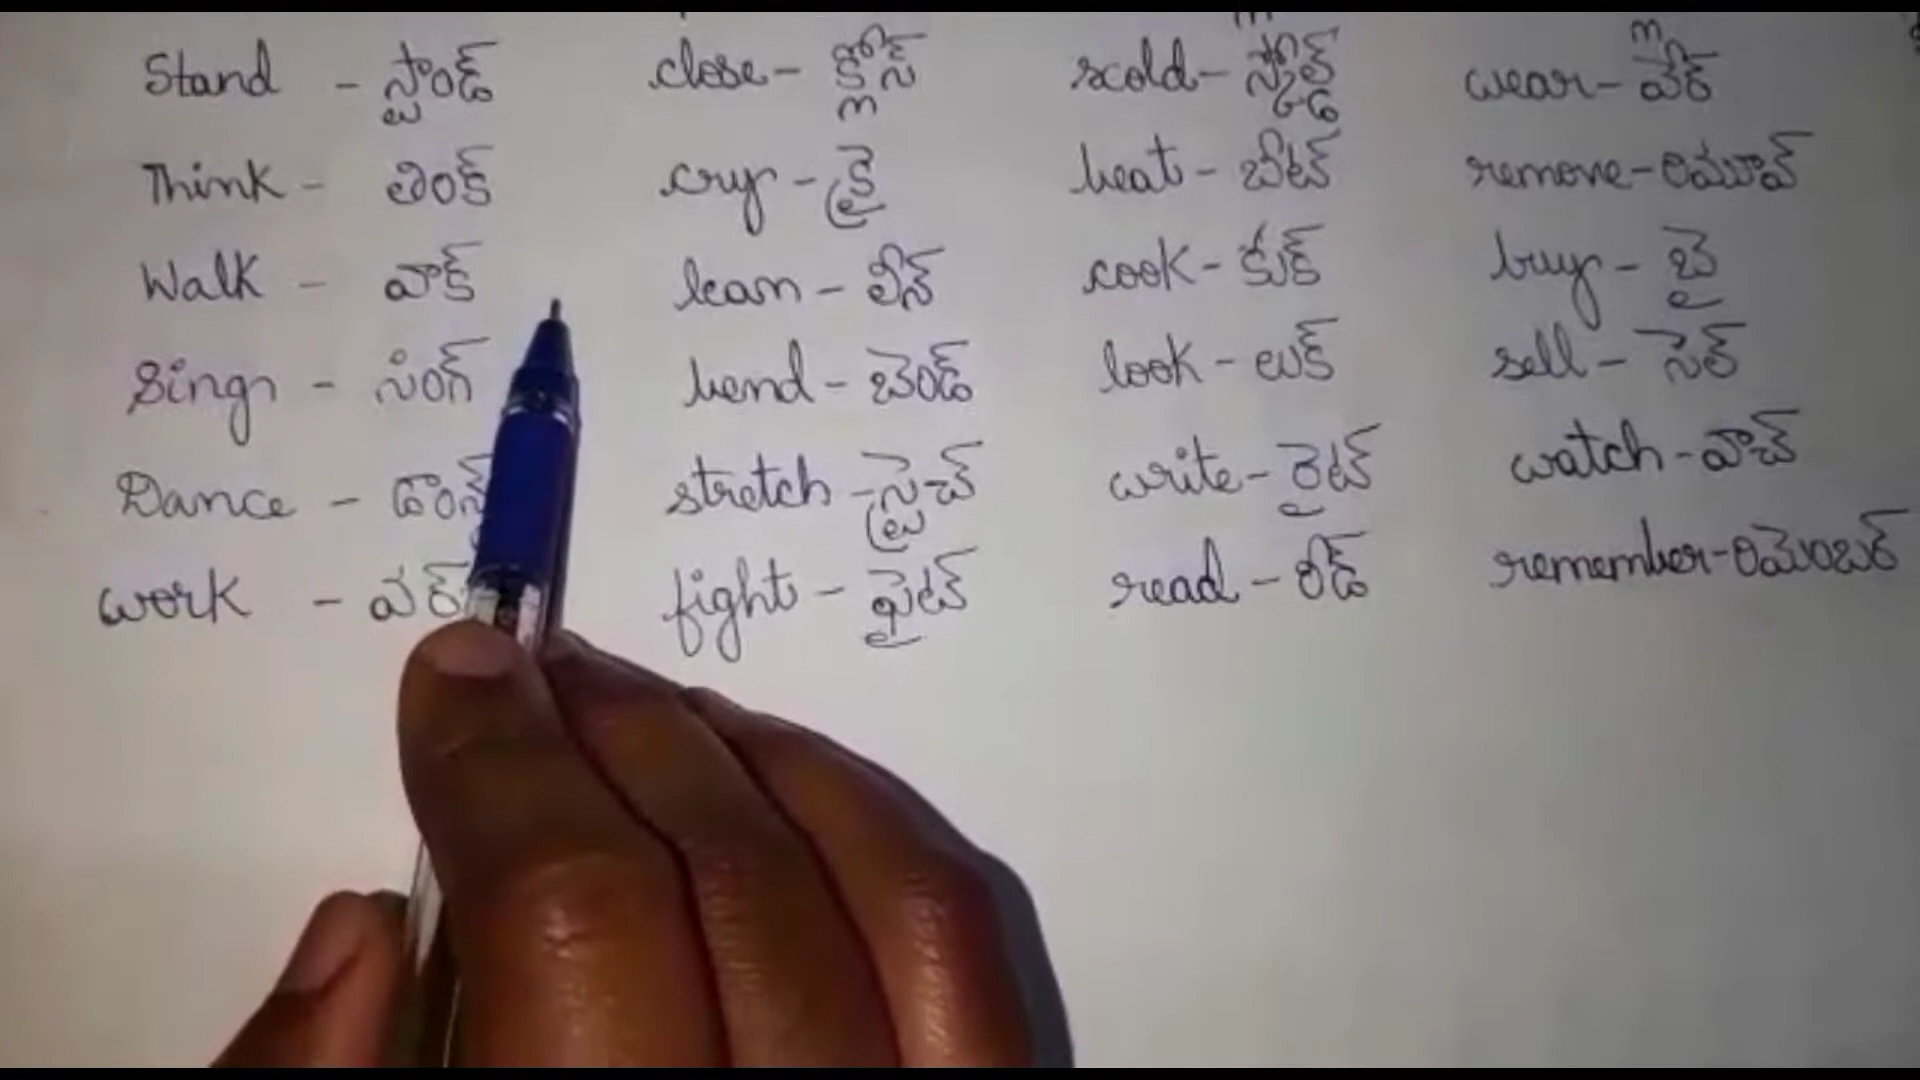 Stand - స్టాండ్ close - క్లోస్ scold - స్కోల్డ్ wear - వేర్
Think - తింక్ cry - క్రై beat - బీట్ remove - రిమూవ్
Walk - వాక్ lean - లీన్ cook - కుక్ buy - బై
Sing - సింగ్ bend - బెండ్ look - లుక్ sell - సెల్
Dance - డాన్స్ stretch - స్ట్రెచ్ write - రైట్ watch - వాచ్
work - fight - ఫైట్ read - రీడ్ remember - రిమెంబర్